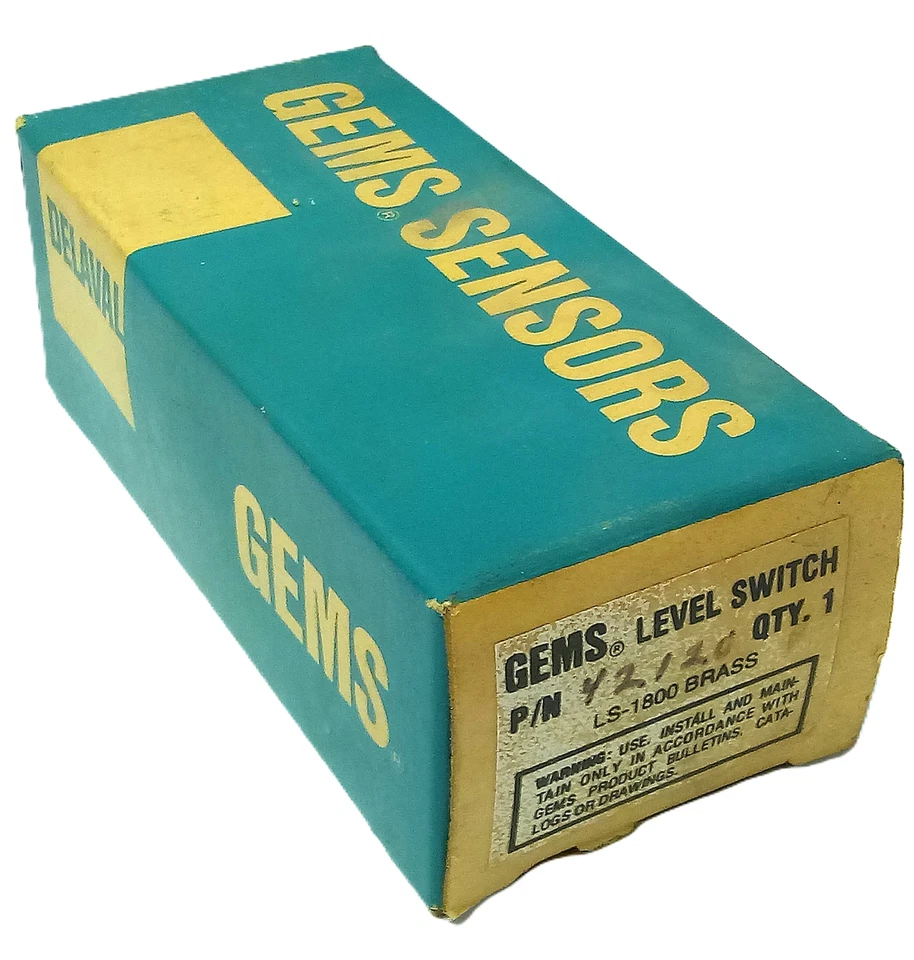 GEMS® SENSORS
DELAVAL
GEMS®
GEMS® LEVEL SWITCH
P/N 42120 QTY. 1
LS-1800 BRASS
WARNING: USE, INSTALL AND MAIN-
TAIN ONLY IN ACCORDANCE WITH
GEMS PRODUCT BULLETINS, CATA-
LOGS OR DRAWINGS.